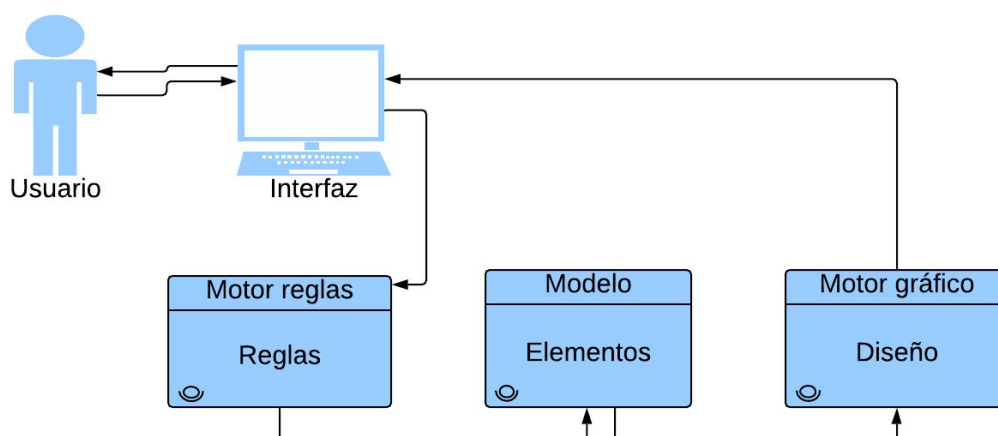 Usuario
Interfaz
Motor reglas
Reglas
Modelo
Elementos
Motor gráfico
Diseño